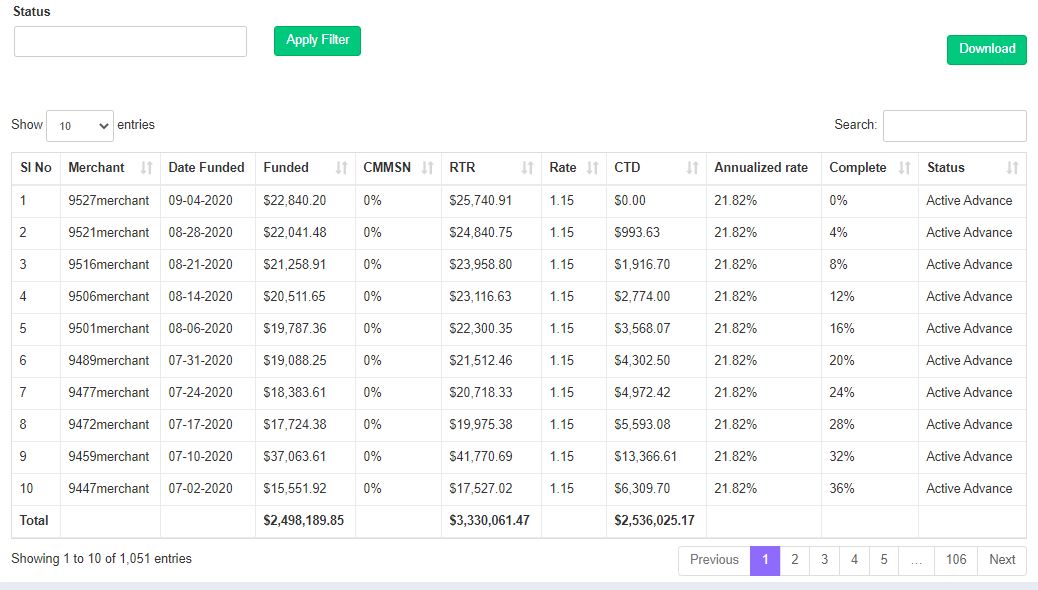 Status
Apply Filter
Download
Show 10 entries Search:
Sl No Merchant Date Funded Funded CMMSN RTR Rate CTD Annualized rate Complete Status
1 9527merchant 09-04-2020 $22,840.20 0% $25,740.91 1.15 $0.00 21.82% 0% Active Advance
2 9521merchant 08-28-2020 $22,041.48 0% $24,840.75 1.15 $993.63 21.82% 4% Active Advance
3 9516merchant 08-21-2020 $21,258.91 0% $23,958.80 1.15 $1,916.70 21.82% 8% Active Advance
4 9506merchant 08-14-2020 $20,511.65 0% $23,116.63 1.15 $2,774.00 21.82% 12% Active Advance
5 9501merchant 08-06-2020 $19,787.36 0% $22,300.35 1.15 $3,568.07 21.82% 16% Active Advance
6 9489merchant 07-31-2020 $19,088.25 0% $21,512.46 1.15 $4,302.50 21.82% 20% Active Advance
7 9477merchant 07-24-2020 $18,383.61 0% $20,718.33 1.15 $4,972.42 21.82% 24% Active Advance
8 9472merchant 07-17-2020 $17,724.38 0% $19,975.38 1.15 $5,593.08 21.82% 28% Active Advance
9 9459merchant 07-10-2020 $37,063.61 0% $41,770.69 1.15 $13,366.61 21.82% 32% Active Advance
10 9447merchant 07-02-2020 $15,551.92 0% $17,527.02 1.15 $6,309.70 21.82% 36% Active Advance
Total $2,498,189.85 $3,330,061.47 $2,536,025.17
Showing 1 to 10 of 1,051 entries Previous 1 2 3 4 5 ... 106 Next